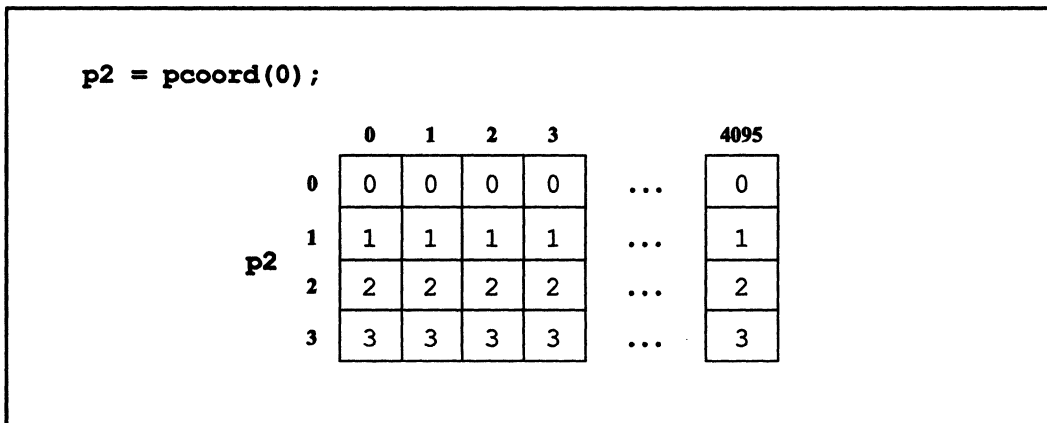 p2 = pcoord(0);
0 1 2 3 4095
0 0 0 0 0 ... 0
1 1 1 1 1 ... 1
p2
2 2 2 2 2 ... 2
3 3 3 3 3 ... 3